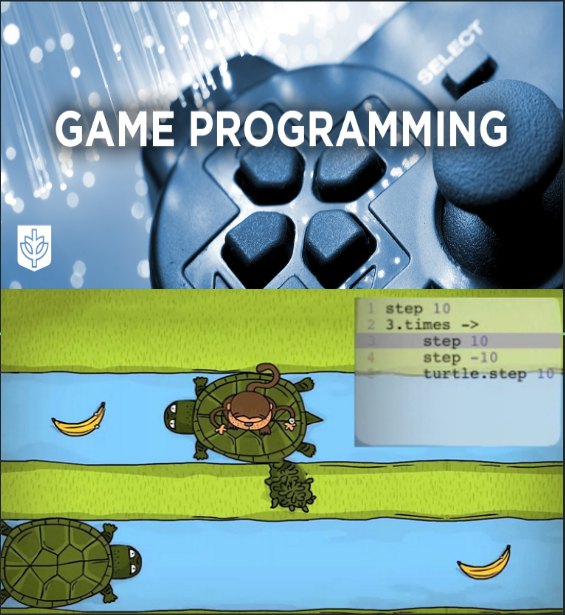 SELECT
GAME PROGRAMMING
1 step 10
2 3.times ->
3 step 10
4 step -10
5 turtle.step 10